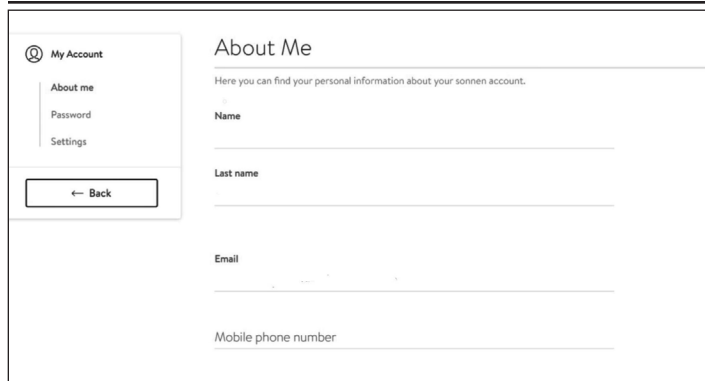 My Account
About me
Password
Settings
← Back
About Me
Here you can find your personal information about your sonnen account.
Name
Last name
Email
Mobile phone number